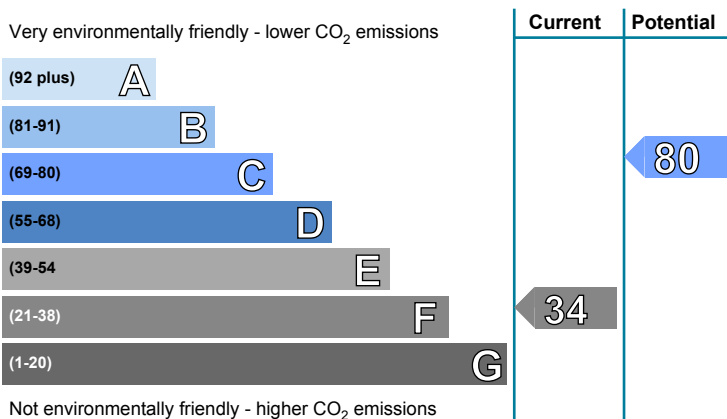 Current Potential
Very environmentally friendly - lower CO2 emissions
(92 plus) A
(81-91) B
(69-80) C 80
(55-68) D
(39-54 E
(21-38) F 34
(1-20) G
Not environmentally friendly - higher CO2 emissions